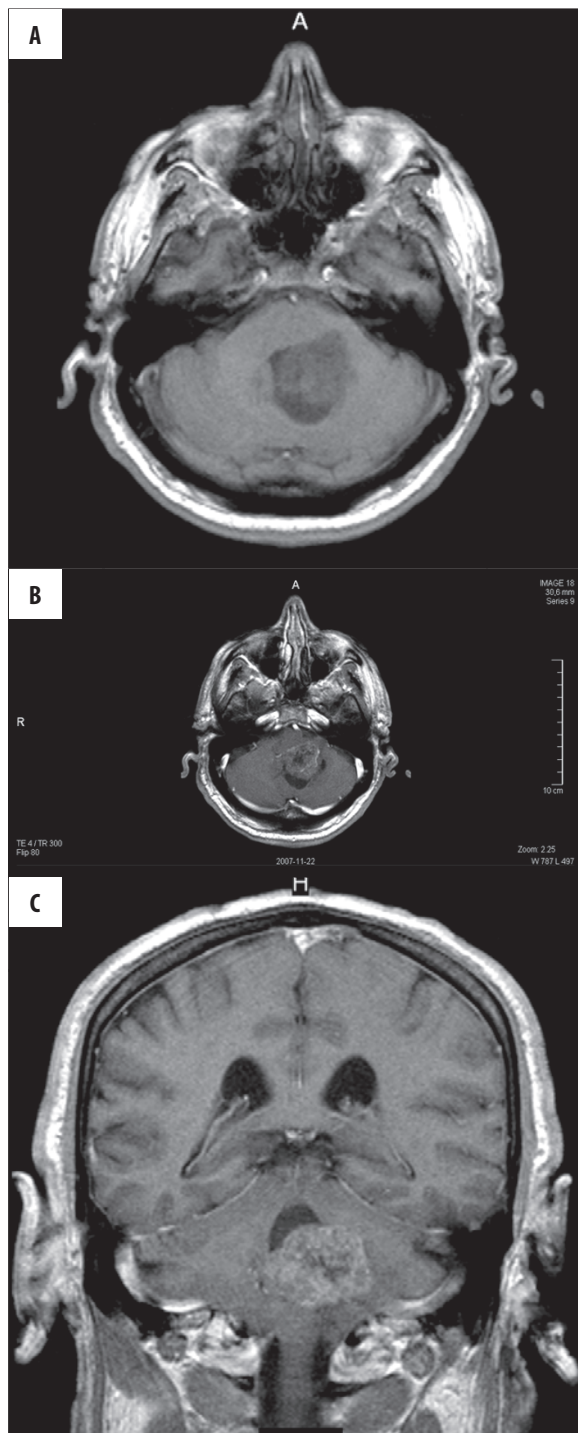 A
A
B
A
IMAGE 18
30,6 mm
Series 9
R
10 cm
TE 4 / TR 300
Flip 80
2007-11-22
Zoom: 2.25
W 787 L 497
C
H